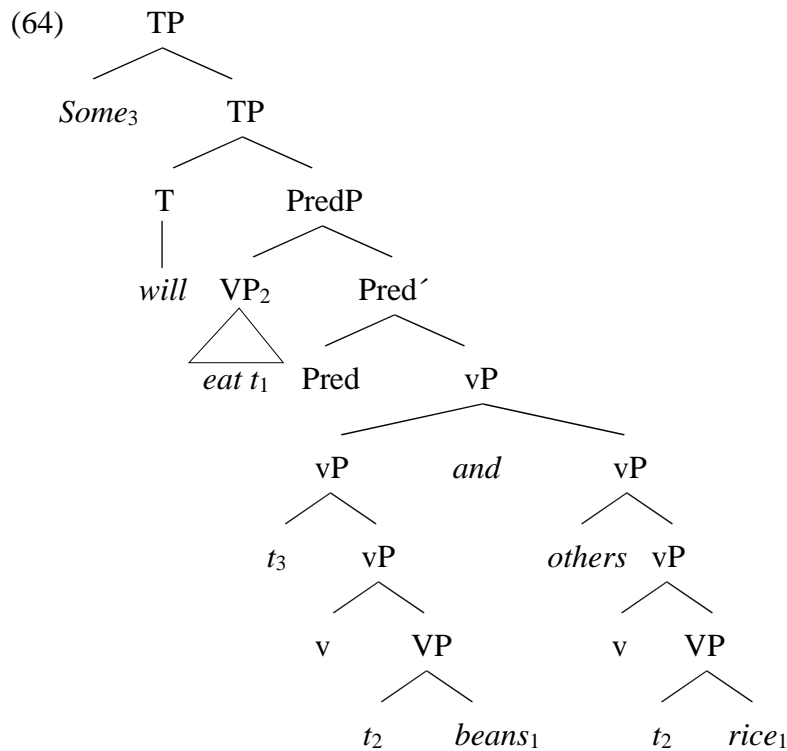 (64) TP
Some₃ TP
T PredP
will VP₂ Pred´
eat t₁ Pred vP
vP and vP
t₃ vP others vP
v VP v VP
t₂ beans₁ t₂ rice₁